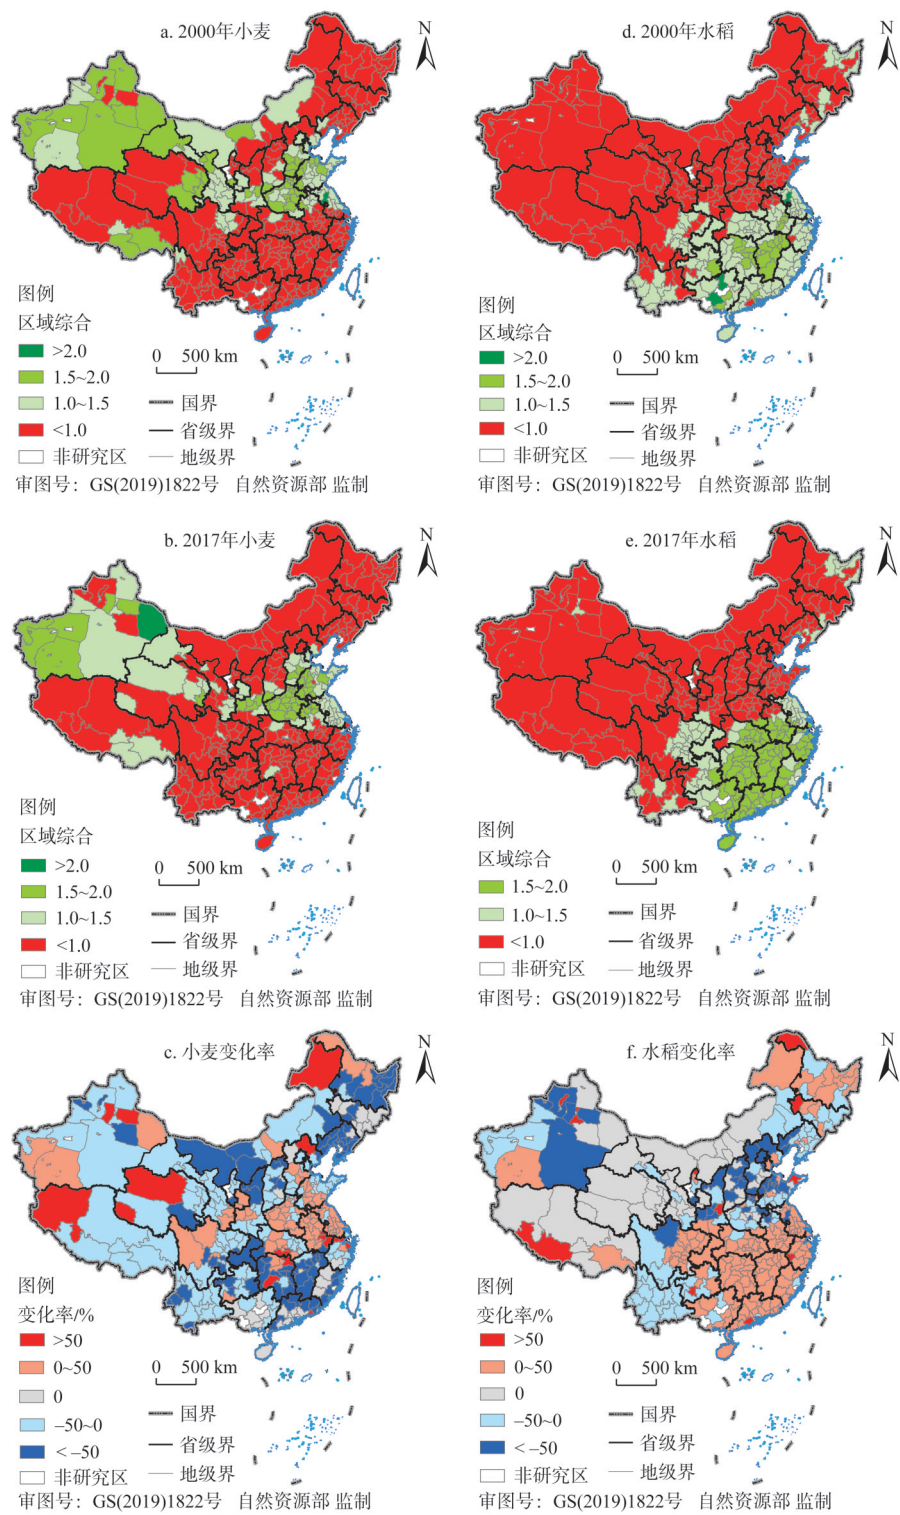 a. 2000年小麦
N
图例
区域综合
>2.0
1.5~2.0
1.0~1.5
<1.0
非研究区
0 500 km
国界
省级界
地级界
审图号：GS(2019)1822号 自然资源部 监制
d. 2000年水稻
N
图例
区域综合
>2.0
1.5~2.0
1.0~1.5
<1.0
非研究区
0 500 km
国界
省级界
地级界
审图号：GS(2019)1822号 自然资源部 监制
b. 2017年小麦
N
图例
区域综合
>2.0
1.5~2.0
1.0~1.5
<1.0
非研究区
0 500 km
国界
省级界
地级界
审图号：GS(2019)1822号 自然资源部 监制
e. 2017年水稻
N
图例
区域综合
1.5~2.0
1.0~1.5
<1.0
非研究区
0 500 km
国界
省级界
地级界
审图号：GS(2019)1822号 自然资源部 监制
c. 小麦变化率
N
图例
变化率/%
>50
0~50
0
–50~0
< –50
非研究区
0 500 km
国界
省级界
地级界
审图号：GS(2019)1822号 自然资源部 监制
f. 水稻变化率
N
图例
变化率/%
>50
0~50
0
–50~0
< –50
非研究区
0 500 km
国界
省级界
地级界
审图号：GS(2019)1822号 自然资源部 监制